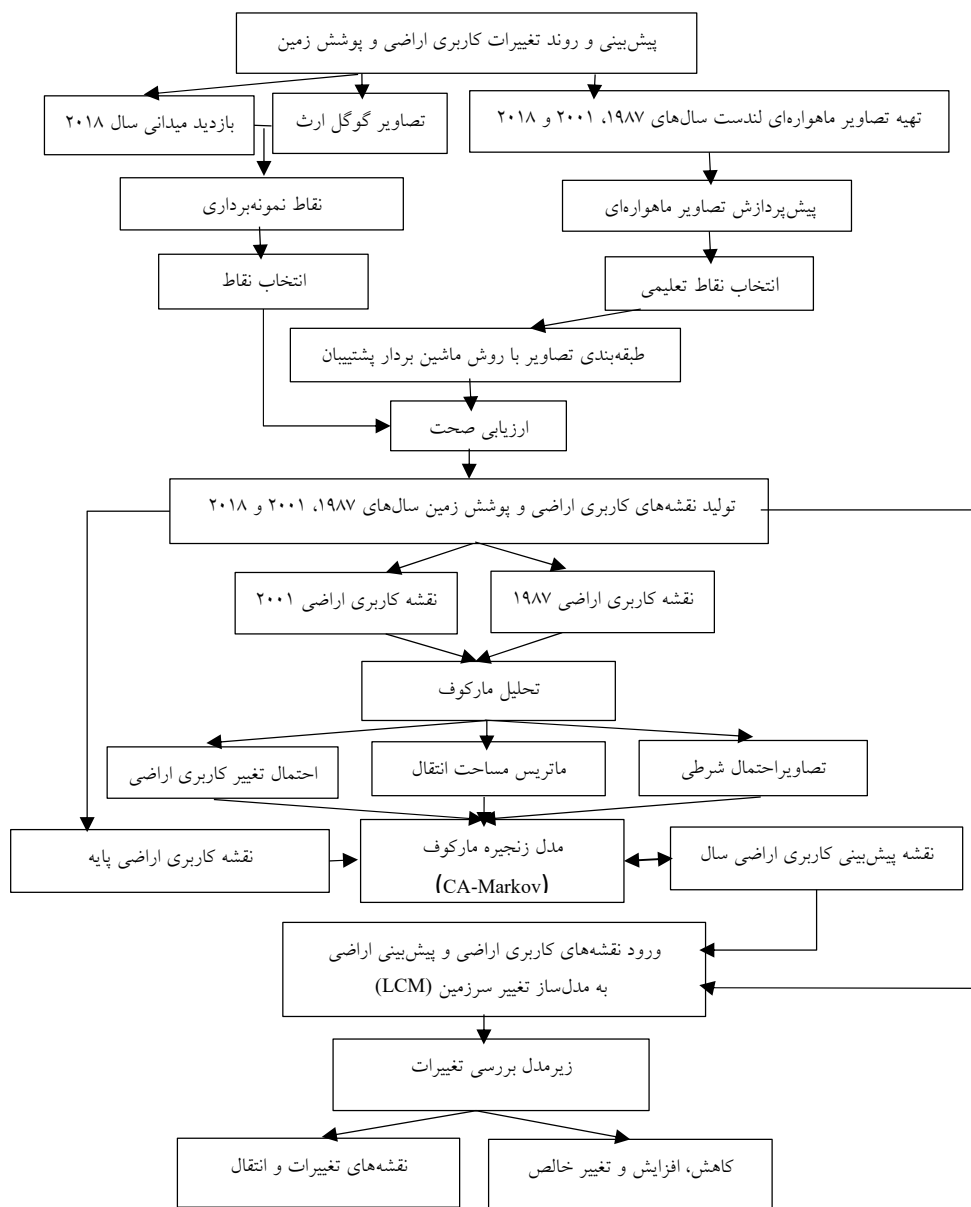 پیش‌بینی و روند تغییرات کاربری اراضی و پوشش زمین
تهیه تصاویر ماهواره‌ای لندست سال‌های ۱۹۸۷، ۲۰۰۱ و ۲۰۱۸
تصاویر گوگل ارث
بازدید میدانی سال ۲۰۱۸
پیش‌پردازش تصاویر ماهواره‌ای
نقاط نمونه‌برداری
انتخاب نقاط تعلیمی
انتخاب نقاط
طبقه‌بندی تصاویر با روش ماشین بردار پشتیبان
ارزیابی صحت
تولید نقشه‌های کاربری اراضی و پوشش زمین سال‌های ۱۹۸۷، ۲۰۰۱ و ۲۰۱۸
نقشه کاربری اراضی ۱۹۸۷
نقشه کاربری اراضی ۲۰۰۱
تحلیل مارکوف
تصاویراحتمال شرطی
ماتریس مساحت انتقال
احتمال تغییر کاربری اراضی
نقشه پیش‌بینی کاربری اراضی سال
مدل زنجیره مارکوف
(CA-Markov)
نقشه کاربری اراضی پایه
ورود نقشه‌های کاربری اراضی و پیش‌بینی اراضی
به مدل‌ساز تغییر سرزمین (LCM)
زیرمدل بررسی تغییرات
کاهش، افزایش و تغییر خالص
نقشه‌های تغییرات و انتقال